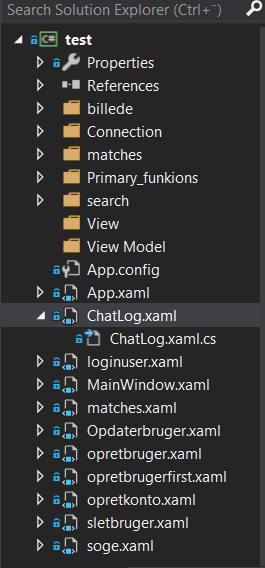 Search Solution Explorer (Ctrl+¨)
C# test
Properties
References
billede
Connection
matches
Primary_funkions
search
View
View Model
App.config
App.xaml
ChatLog.xaml
ChatLog.xaml.cs
loginuser.xaml
MainWindow.xaml
matches.xaml
Opdaterbruger.xaml
opretbruger.xaml
opretbrugerfirst.xaml
opretkonto.xaml
sletbruger.xaml
soge.xaml